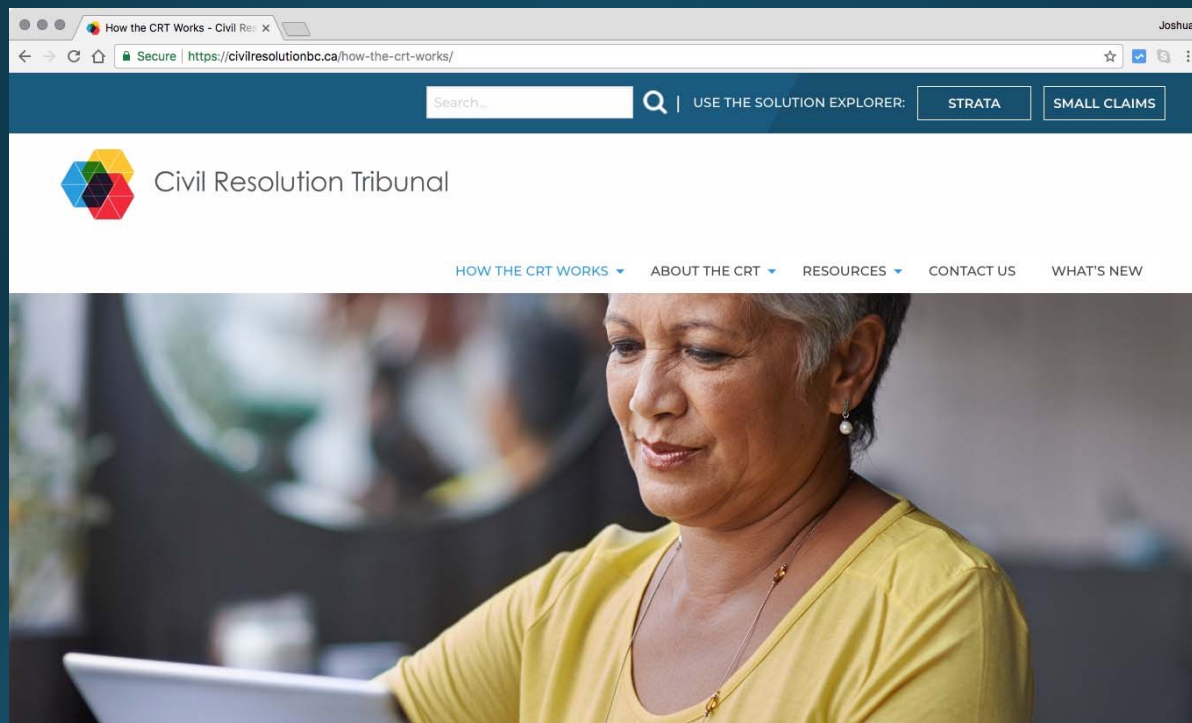 How the CRT Works - Civil Res
Joshua
Secure | https://civilresolutionbc.ca/how-the-crt-works/
Search...
| USE THE SOLUTION EXPLORER:
STRATA
SMALL CLAIMS
Civil Resolution Tribunal
HOW THE CRT WORKS
ABOUT THE CRT
RESOURCES
CONTACT US
WHAT'S NEW